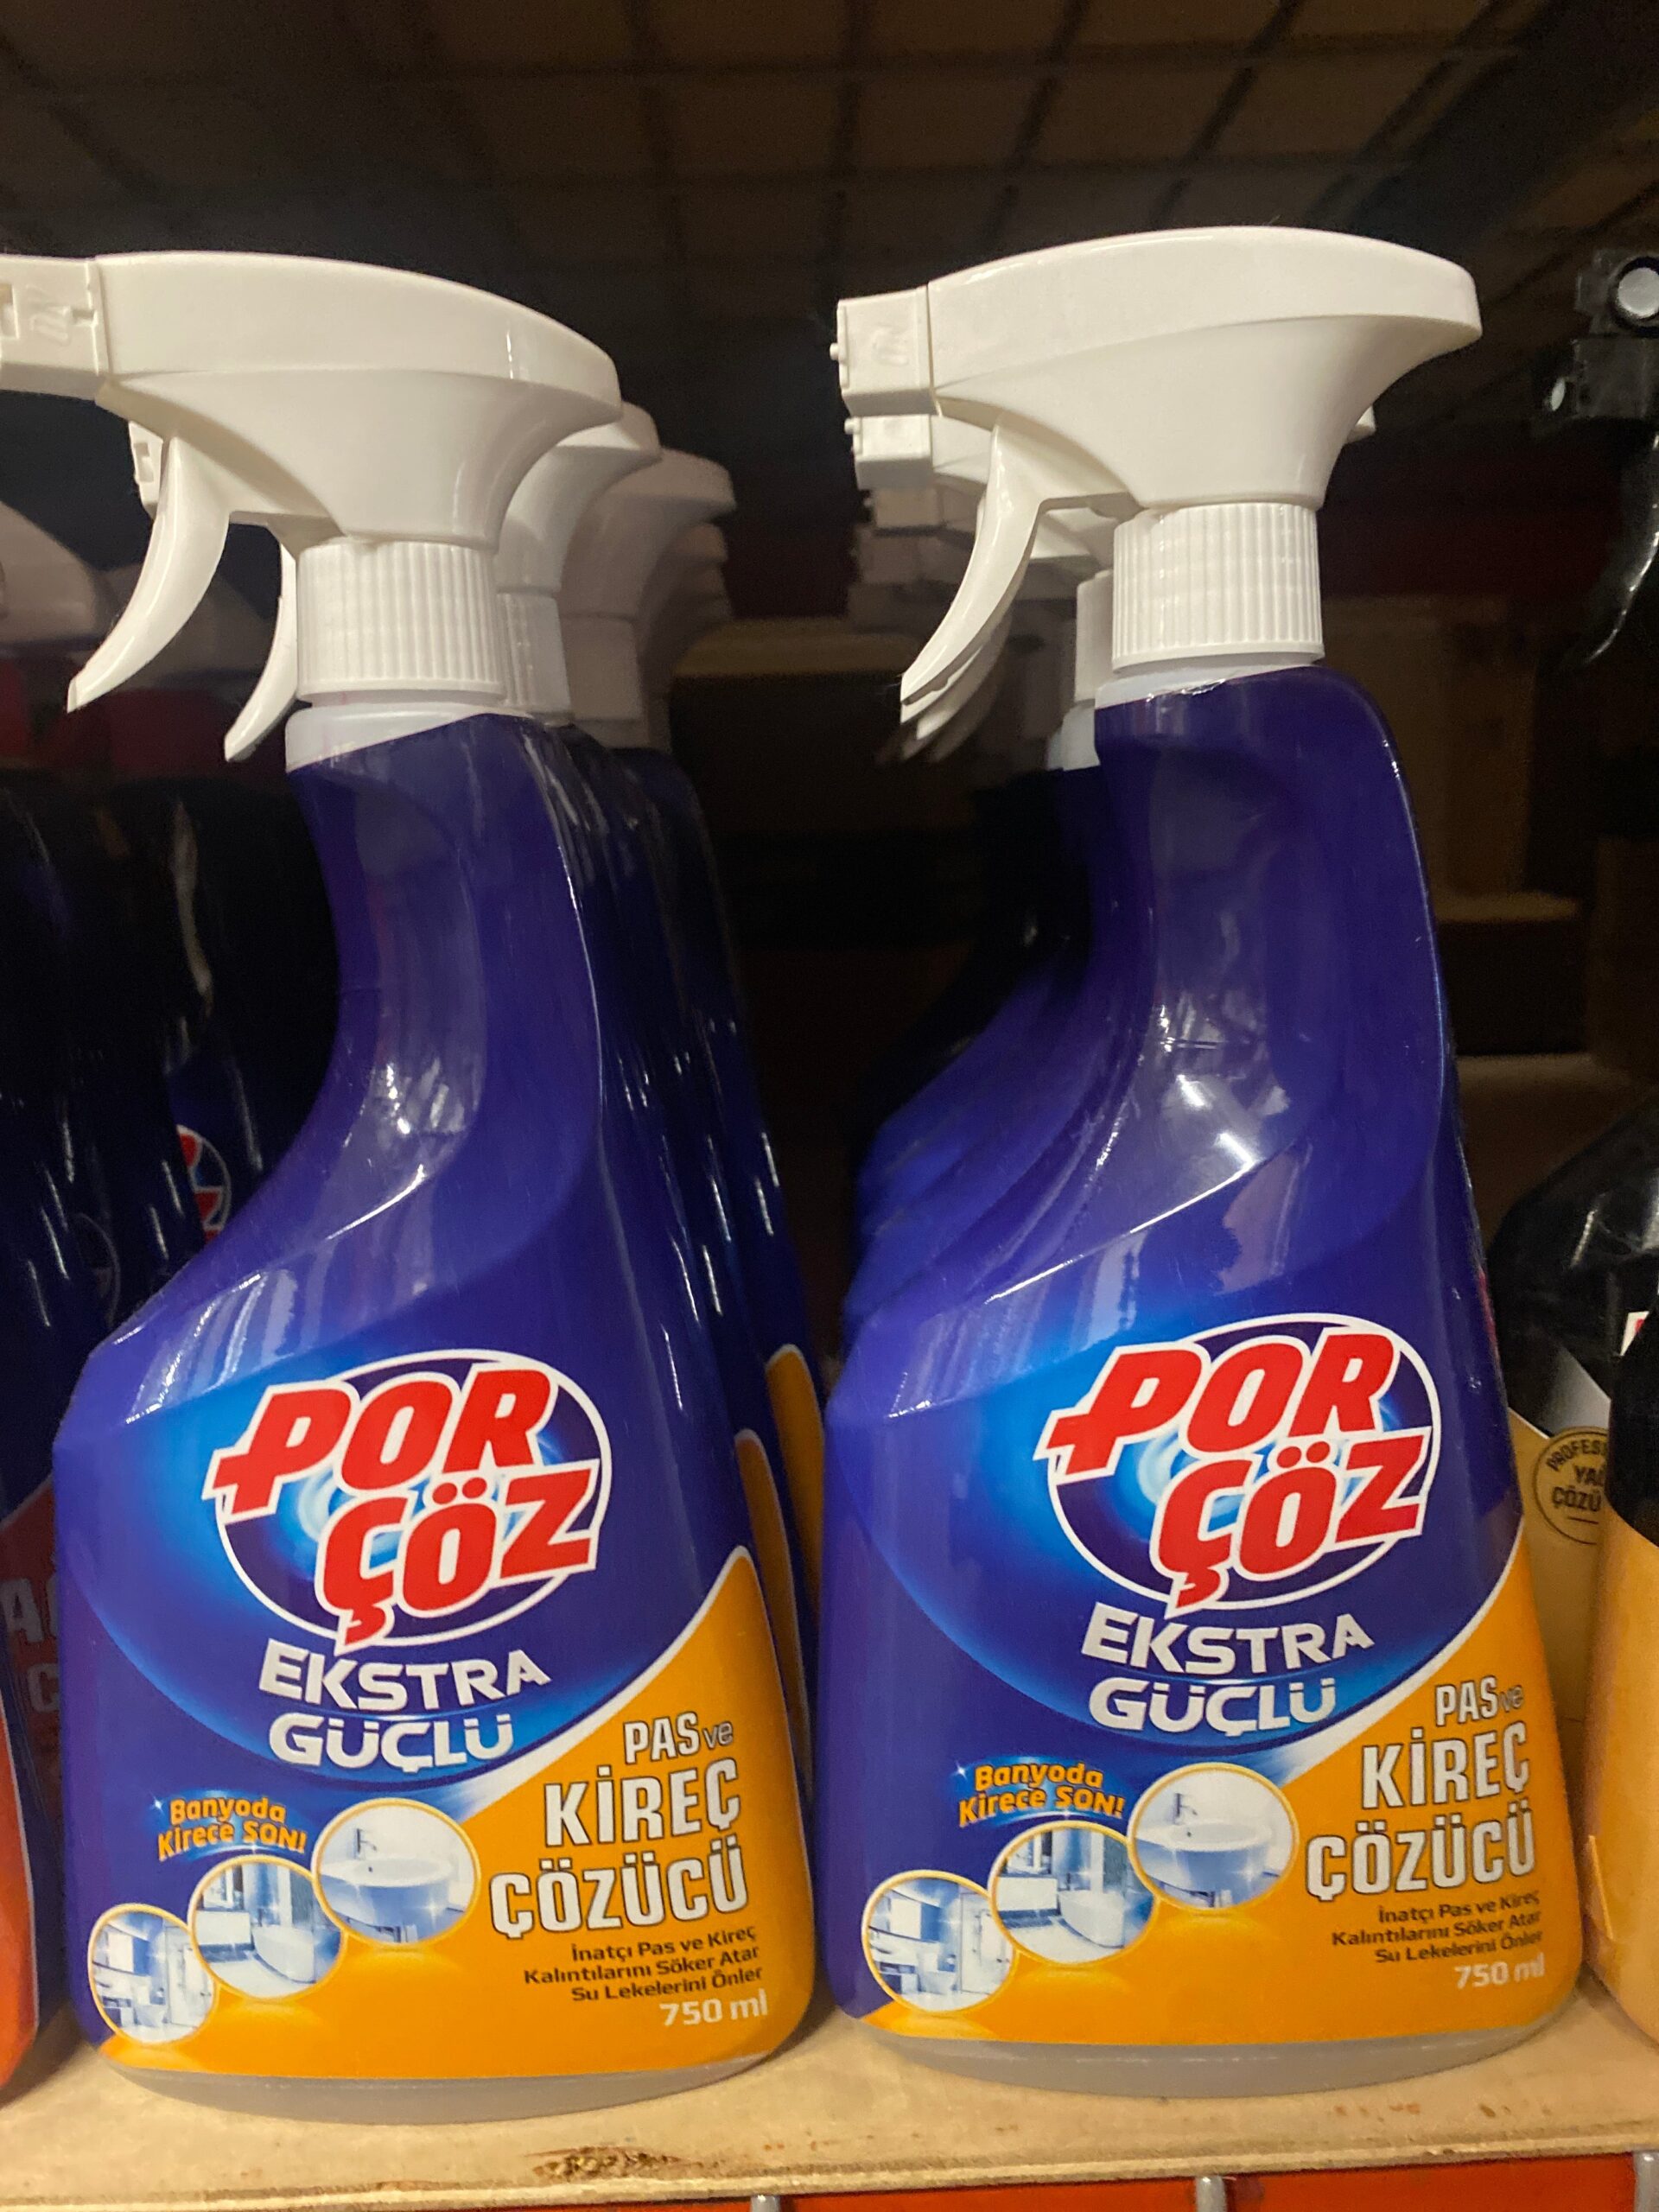 POR
ÇÖZ
EKSTRA
GÜÇLÜ
PAS ve
KİREÇ
ÇÖZÜCÜ
Banyoda
Kirece SON!
İnatçı Pas ve Kireç
Kalıntılarını Söker Atar
Su Lekelerini Önler
750 ml
POR
ÇÖZ
EKSTRA
GÜÇLÜ
PAS ve
KİREÇ
ÇÖZÜCÜ
Banyoda
Kirece SON!
İnatçı Pas ve Kireç
Kalıntılarını Söker Atar
Su Lekelerini Önler
750 ml